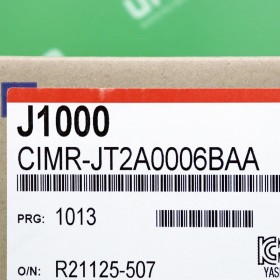 J1000
CIMR-JT2A0006BAA
PRG: 1013
O/N: R21125-507